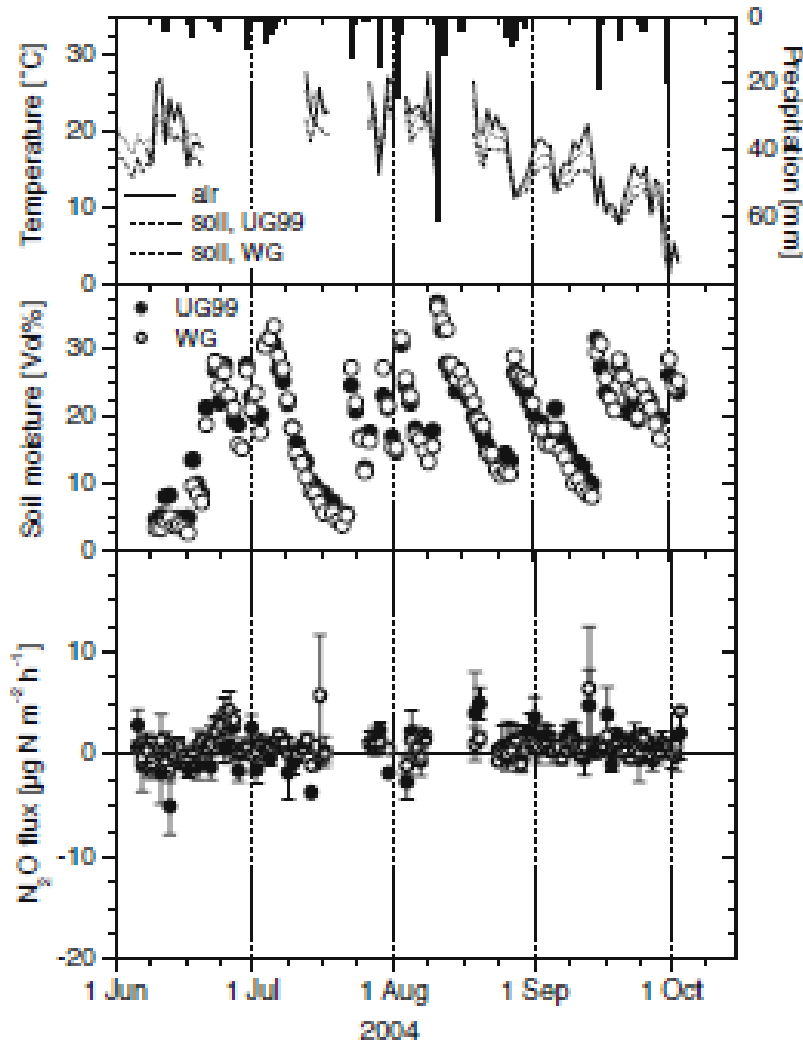 Temperature [°C]
30
20
10
0
air
soil, UG99
soil, WG
Precipitation [mm]
0
20
40
60
Soil moisture [Vol%]
30
20
10
0
UG99
WG
N2O flux [µg N m⁻² h⁻¹]
10
0
-10
-20
1 Jun
1 Jul
1 Aug
1 Sep
1 Oct
2004